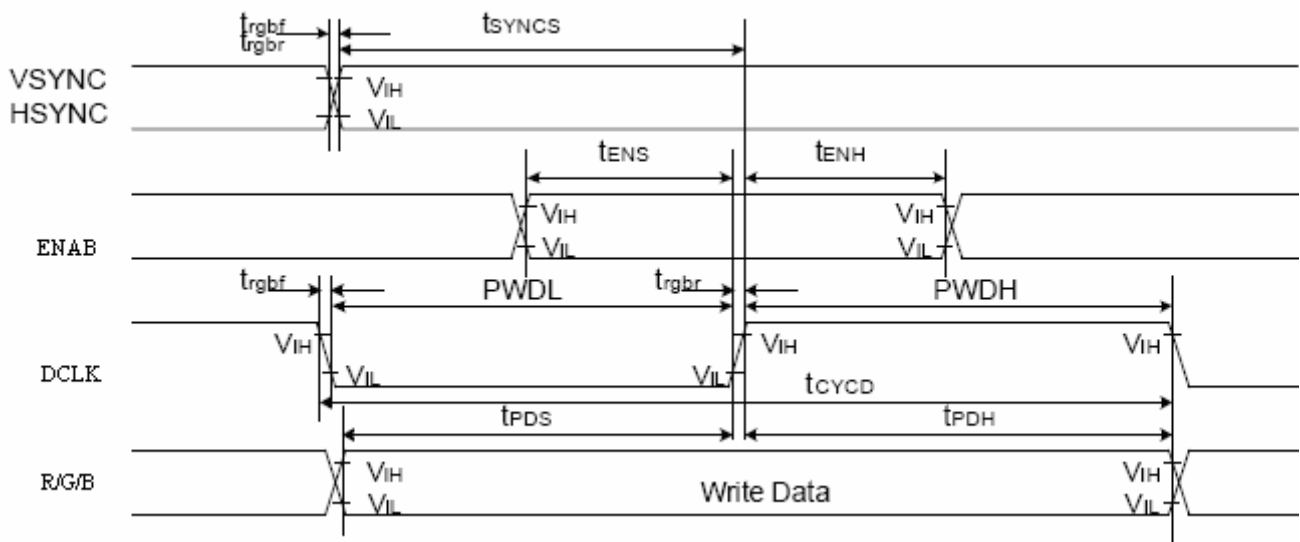 trgbf
trgbr
tSYNCS
VSYNC
HSYNC
VIH
VIL
tENS
tENH
ENAB
VIH
VIL
VIH
VIL
trgbf
PWDL
trgbr
PWDH
DCLK
VIH
VIL
VIL
VIH
VIH
tCYCD
tPDS
tPDH
R/G/B
VIH
VIL
Write Data
VIH
VIL